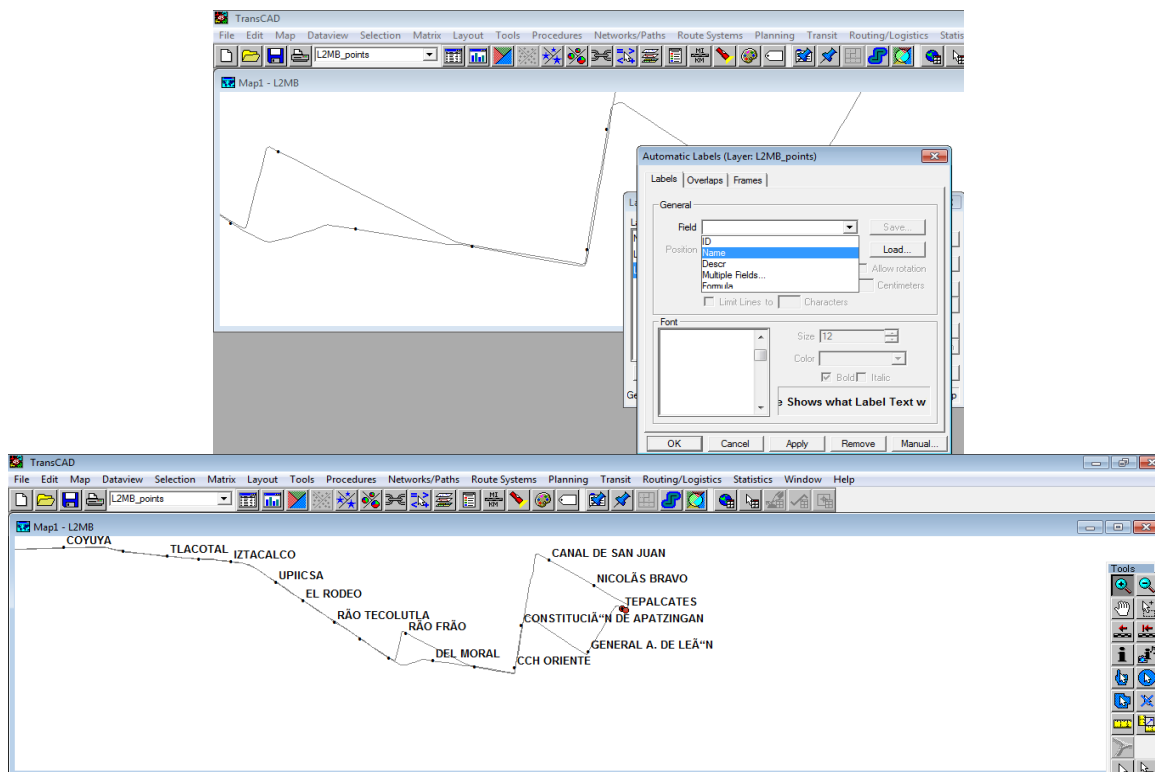 TransCAD
File Edit Map Dataview Selection Matrix Layout Tools Procedures Networks/Paths Route Systems Planning Transit Routing/Logistics Statis
L2MB_points
Map1 - L2MB
Automatic Labels (Layer: L2MB_points)
Labels Overlaps Frames
General
Field Save...
ID
Name
Descr
Multiple Fields...
Formula
Position Load...
Allow rotation
Centimeters
Limit Lines to Characters
Font
Size 12
Color
Bold Italic
e Shows what Label Text w
OK Cancel Apply Remove Manual...
TransCAD
File Edit Map Dataview Selection Matrix Layout Tools Procedures Networks/Paths Route Systems Planning Transit Routing/Logistics Statistics Window Help
L2MB_points
Map1 - L2MB
COYUYA
TLACOTAL
IZTACALCO
UPIICSA
EL RODEO
RÃO TECOLUTLA
RÃO FRÃO
DEL MORAL
CANAL DE SAN JUAN
NICOLÃS BRAVO
TEPALCATES
CONSTITUCIÃ“N DE APATZINGAN
GENERAL A. DE LEÃ“N
CCH ORIENTE
Tools